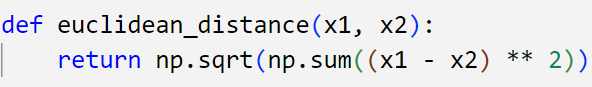 def euclidean_distance(x1, x2):
    return np.sqrt(np.sum((x1 - x2) ** 2))